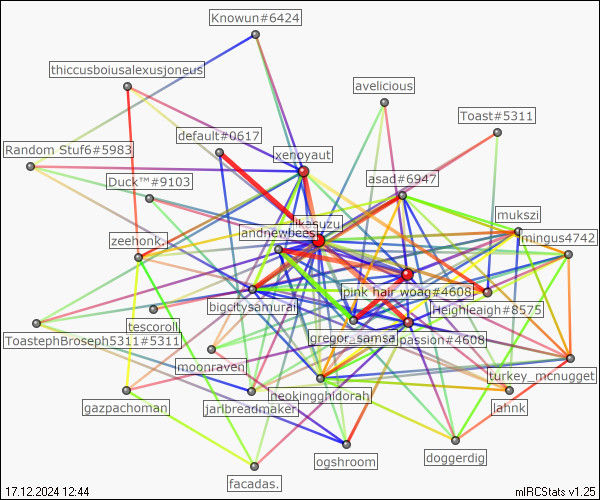 Knowun#6424
thiccusboiusalexusjoneus
avelicious
Toast#5311
default#0617
Random Stuf6#5983
xenoyaut
Duck™#9103
asad#6947
mukszi
likasuzu
andnewbees
mingus4742
zeehonk.
pink hair woag#4608
bigcitysamurai
Heighleaigh#8575
tescoroll
ToastephBroseph5311#5311
gregor_samsa
passion#4608
moonraven
turkey_mcnugget
neokingghidorah
gazpachoman
jarlbreadmaker
lahnk
ogshroom
doggerdig
facadas.
17.12.2024 12:44
mIRCStats v1.25